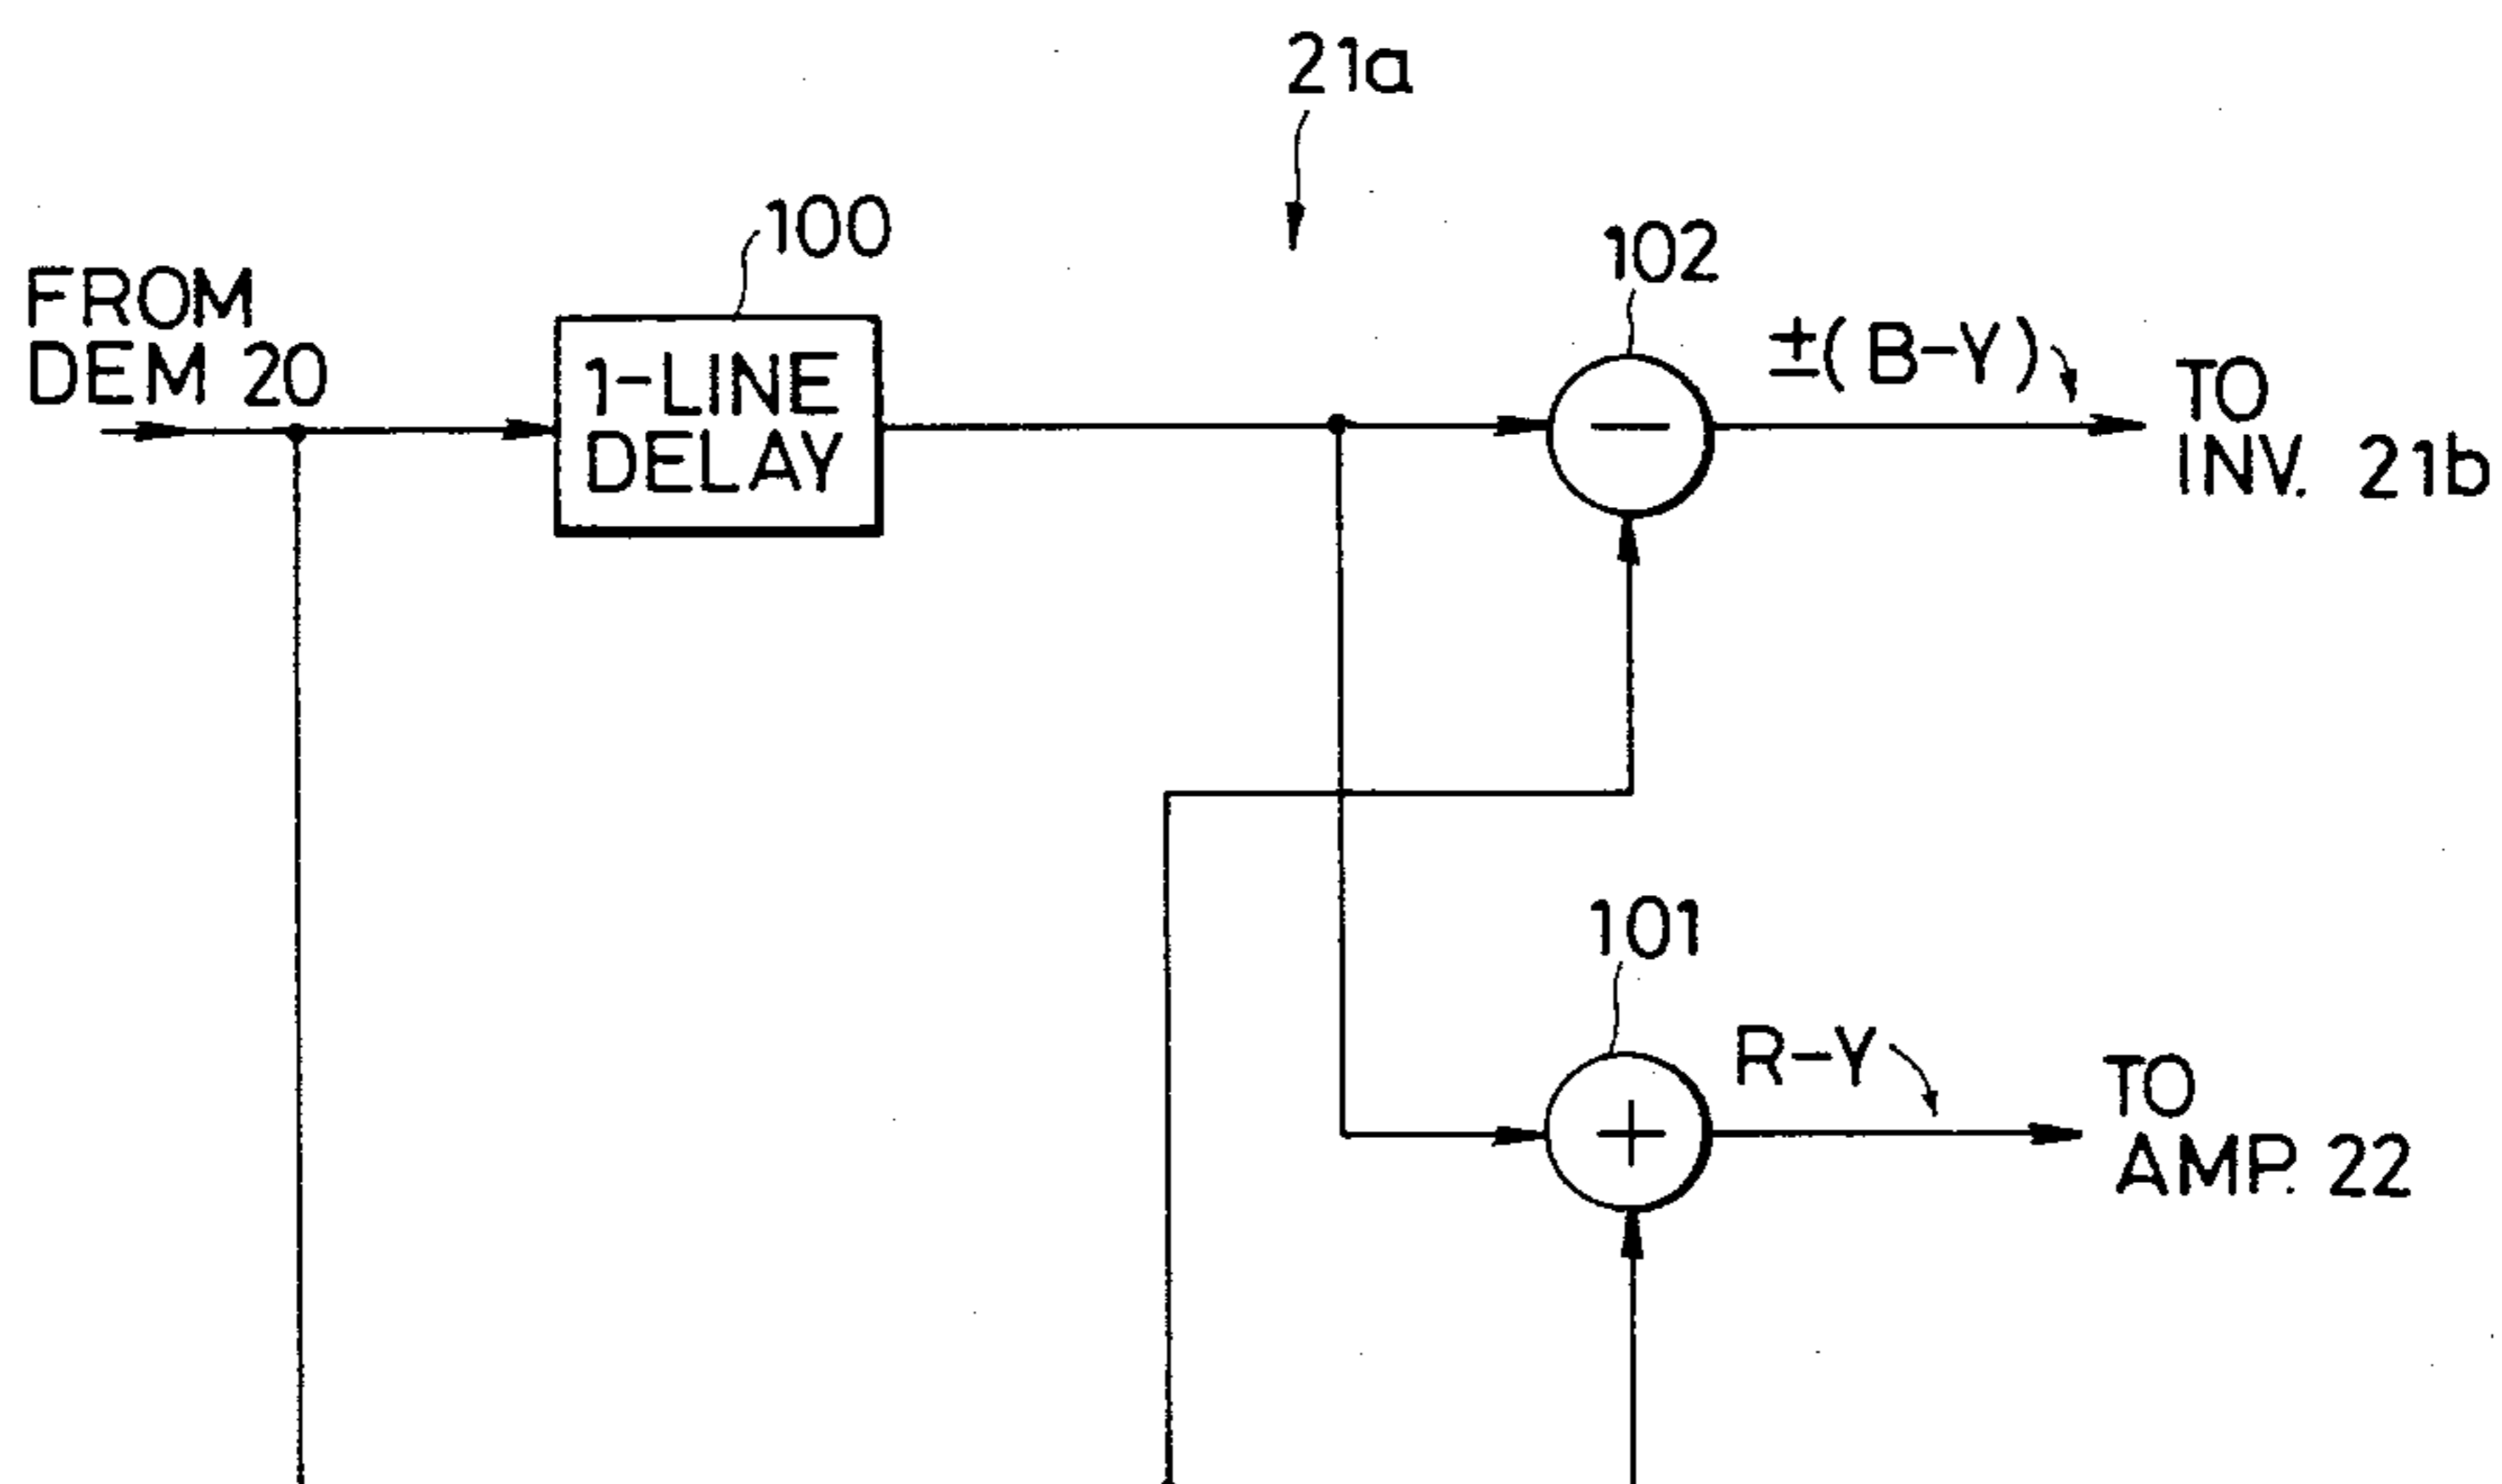 21a
100
102
FROM
DEM 20
1-LINE
DELAY
±(B-Y)
TO
INV. 21b
101
R-Y
TO
AMP. 22